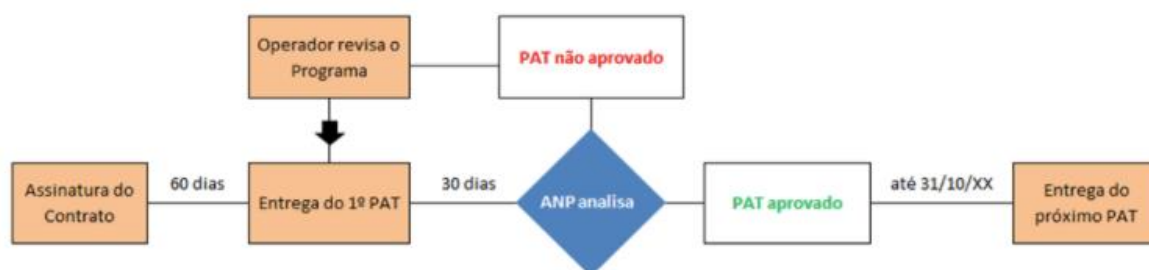 Operador revisa o
Programa
PAT não aprovado
Assinatura do
Contrato
60 dias
Entrega do 1º PAT
30 dias
ANP analisa
PAT aprovado
até 31/10/XX
Entrega do
próximo PAT